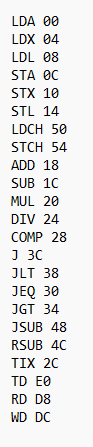 LDA 00
LDX 04
LDL 08
STA 0C
STX 10
STL 14
LDCH 50
STCH 54
ADD 18
SUB 1C
MUL 20
DIV 24
COMP 28
J 3C
JLT 38
JEQ 30
JGT 34
JSUB 48
RSUB 4C
TIX 2C
TD E0
RD D8
WD DC